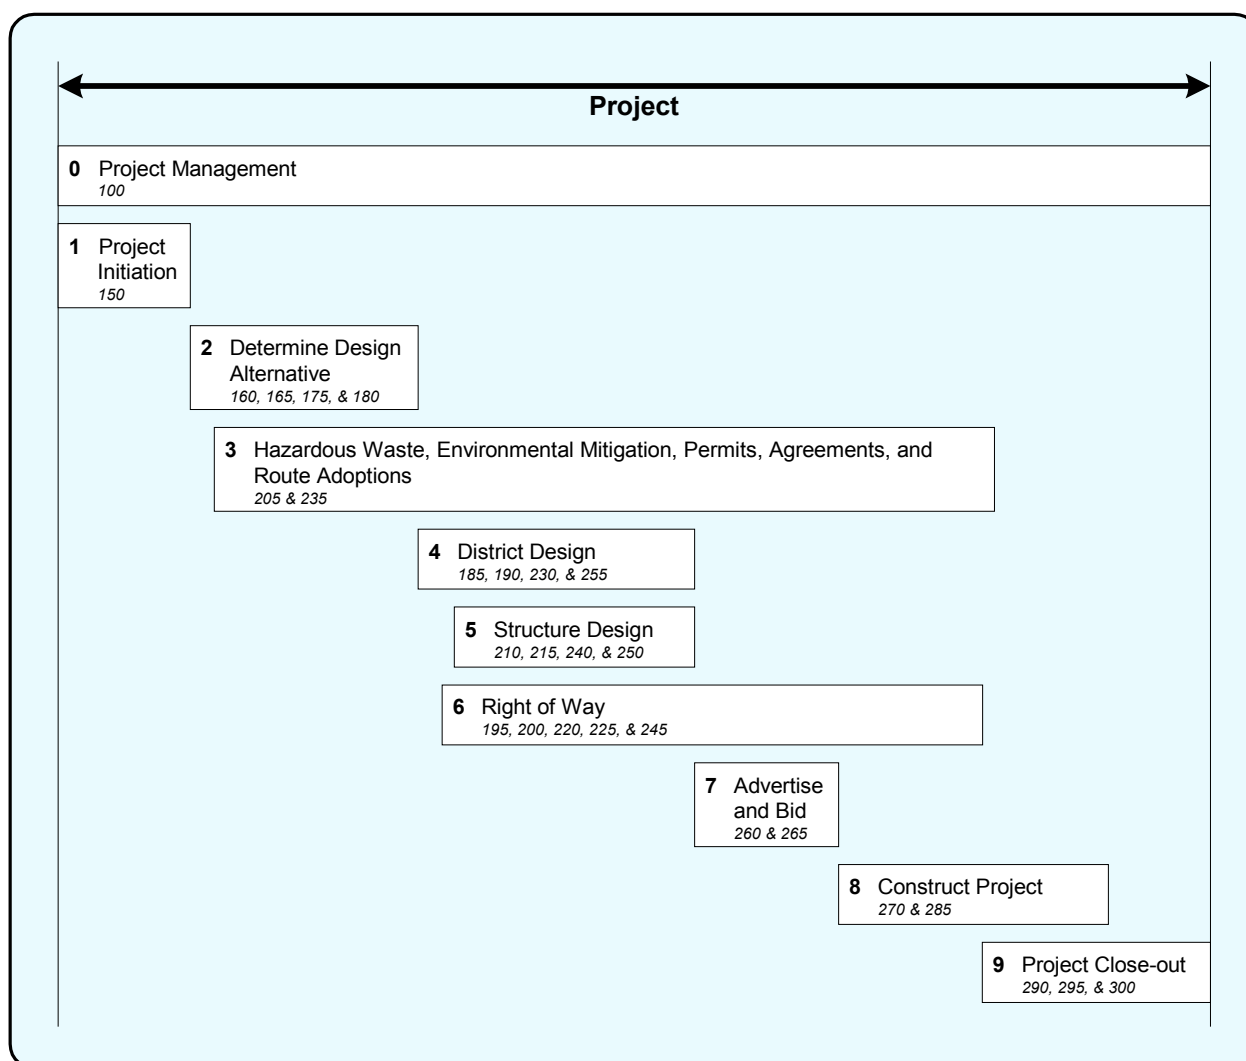 Project
0 Project Management
100
1 Project
Initiation
150
2 Determine Design
Alternative
160, 165, 175, & 180
3 Hazardous Waste, Environmental Mitigation, Permits, Agreements, and
Route Adoptions
205 & 235
4 District Design
185, 190, 230, & 255
5 Structure Design
210, 215, 240, & 250
6 Right of Way
195, 200, 220, 225, & 245
7 Advertise
and Bid
260 & 265
8 Construct Project
270 & 285
9 Project Close-out
290, 295, & 300